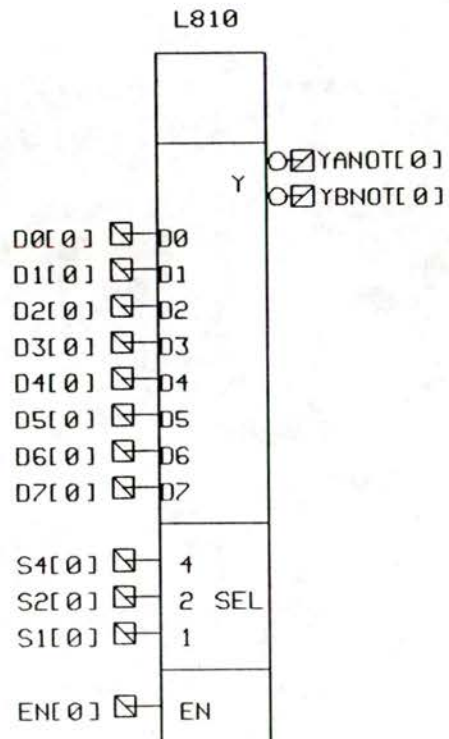 L810
YANOT[0]
Y
YBNOT[0]
D0[0] D0
D1[0] D1
D2[0] D2
D3[0] D3
D4[0] D4
D5[0] D5
D6[0] D6
D7[0] D7
S4[0] 4
S2[0] 2 SEL
S1[0] 1
EN[0] EN